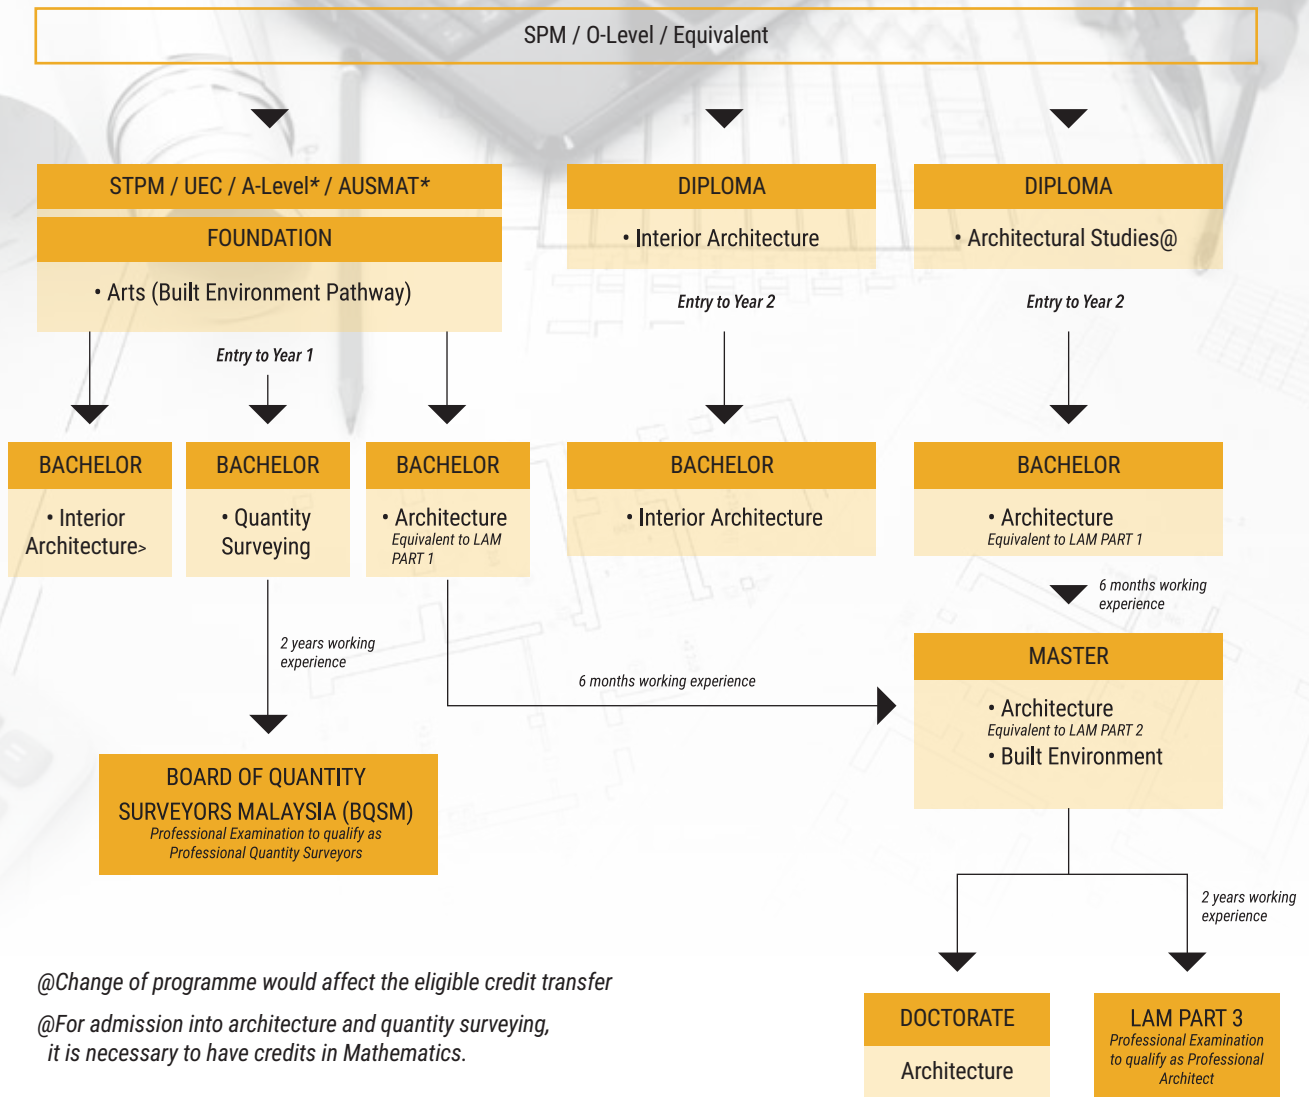 SPM / O-Level / Equivalent
STPM / UEC / A-Level* / AUSMAT*
FOUNDATION
• Arts (Built Environment Pathway)
DIPLOMA
• Interior Architecture
DIPLOMA
• Architectural Studies@
Entry to Year 1
Entry to Year 2
Entry to Year 2
BACHELOR
• Interior
Architecture>
BACHELOR
• Quantity
Surveying
BACHELOR
• Architecture
Equivalent to LAM
PART 1
BACHELOR
• Interior Architecture
BACHELOR
• Architecture
Equivalent to LAM PART 1
6 months working
experience
2 years working
experience
6 months working experience
MASTER
• Architecture
Equivalent to LAM PART 2
• Built Environment
BOARD OF QUANTITY
SURVEYORS MALAYSIA (BQSM)
Professional Examination to qualify as
Professional Quantity Surveyors
2 years working
experience
DOCTORATE
Architecture
LAM PART 3
Professional Examination
to qualify as Professional
Architect
@Change of programme would affect the eligible credit transfer
@For admission into architecture and quantity surveying,
it is necessary to have credits in Mathematics.